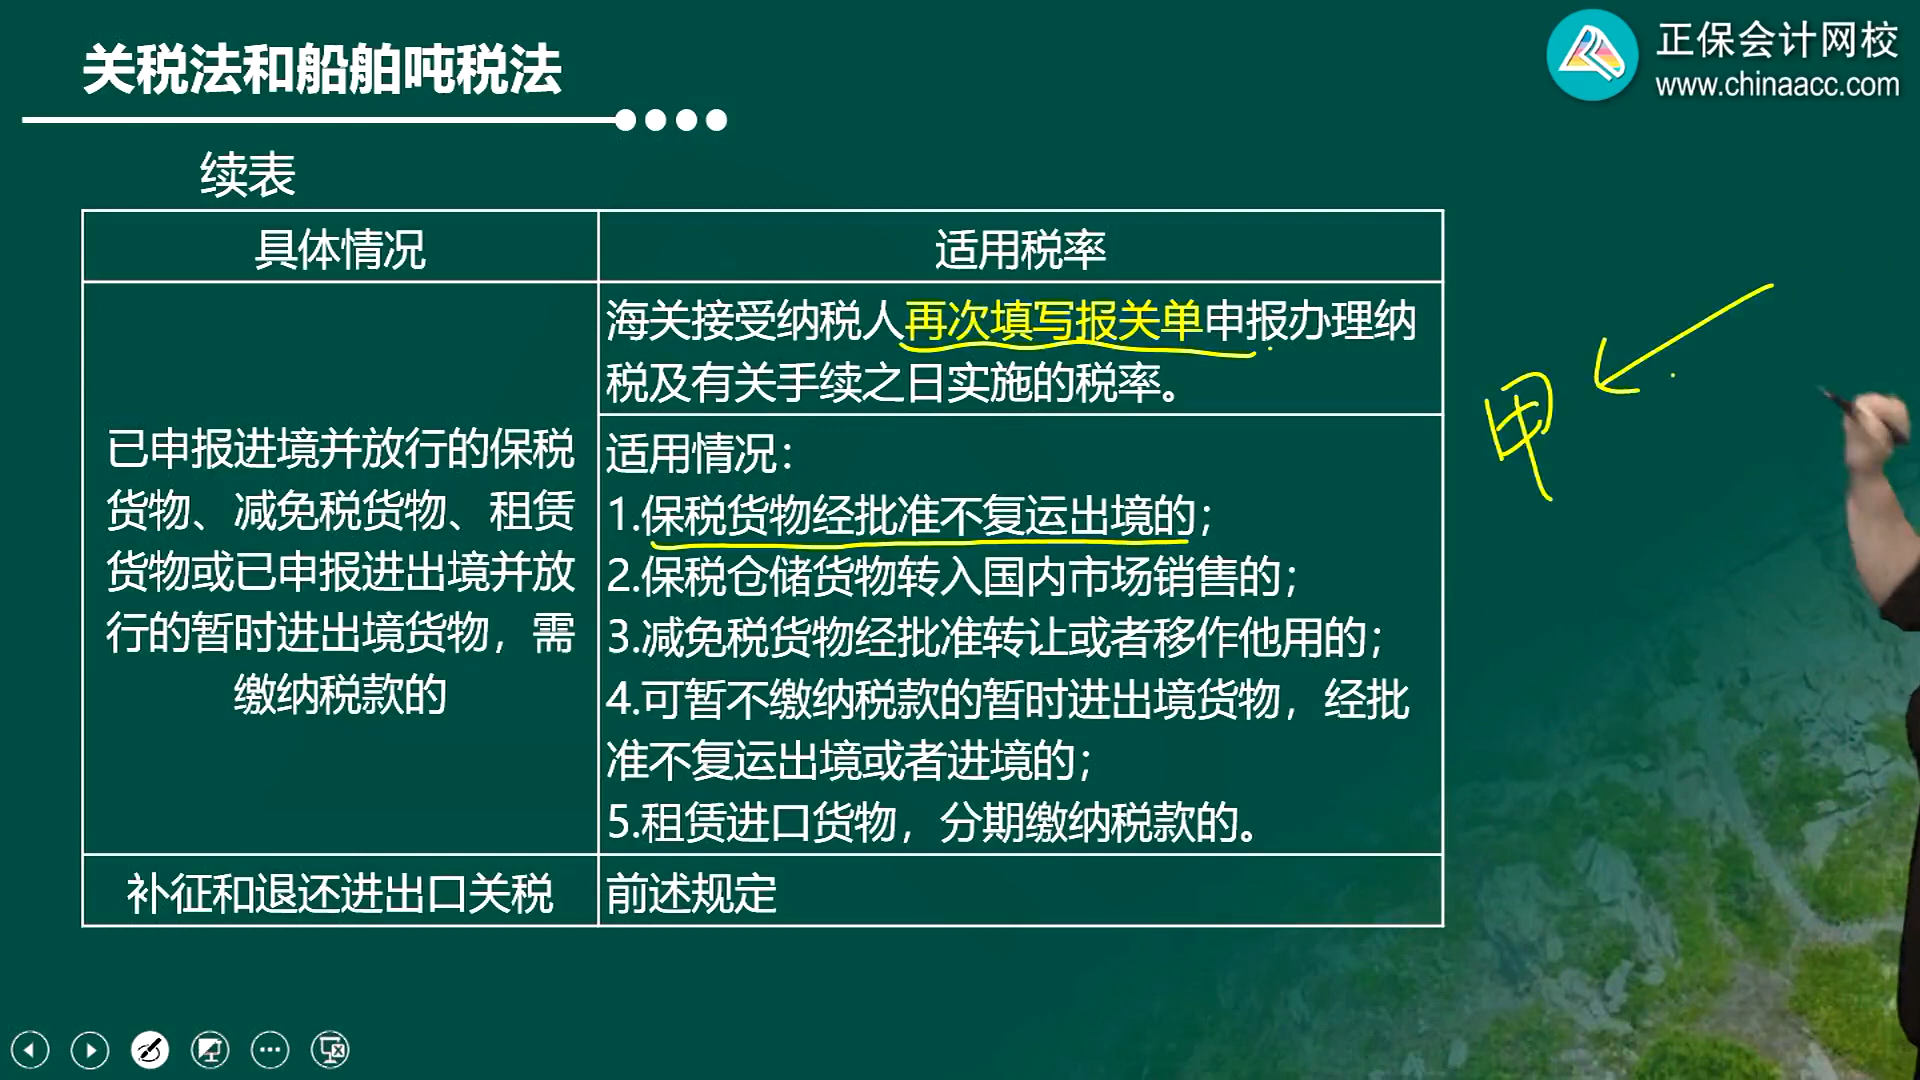 关税法和船舶吨税法
正保会计网校
www.chinaacc.com
续表
具体情况
适用税率
已申报进境并放行的保税
货物、减免税货物、租赁
货物或已申报进出境并放
行的暂时进出境货物，需
缴纳税款的
海关接受纳税人再次填写报关单申报办理纳
税及有关手续之日实施的税率。
适用情况：
1.保税货物经批准不复运出境的；
2.保税仓储货物转入国内市场销售的；
3.减免税货物经批准转让或者移作他用的；
4.可暂不缴纳税款的暂时进出境货物，经批
准不复运出境或者进境的；
5.租赁进口货物，分期缴纳税款的。
补征和退还进出口关税
前述规定
甲